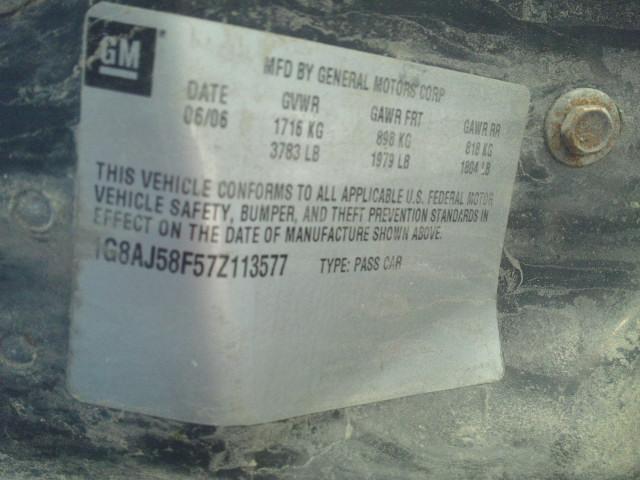 GM
MFD BY GENERAL MOTORS CORP
DATE GVWR GAWR FRT GAWR RR
06/06 1716 KG 898 KG 818 KG
3783 LB 1979 LB 1804 LB
THIS VEHICLE CONFORMS TO ALL APPLICABLE U.S. FEDERAL MOTOR
VEHICLE SAFETY, BUMPER, AND THEFT PREVENTION STANDARDS IN
EFFECT ON THE DATE OF MANUFACTURE SHOWN ABOVE.
1G8AJ58F57Z113577 TYPE: PASS CAR